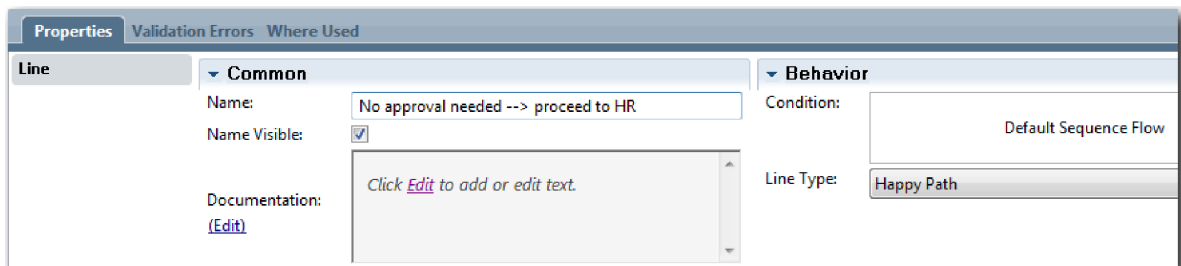 Properties Validation Errors Where Used
Line
Common
Name: No approval needed --> proceed to HR
Name Visible:
Documentation:
(Edit)
Click Edit to add or edit text.
Behavior
Condition: Default Sequence Flow
Line Type: Happy Path